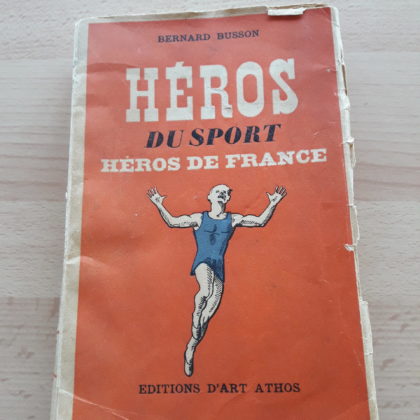 BERNARD BUSSON
HÉROS
DU SPORT
HÉROS DE FRANCE
EDITIONS D'ART ATHOS